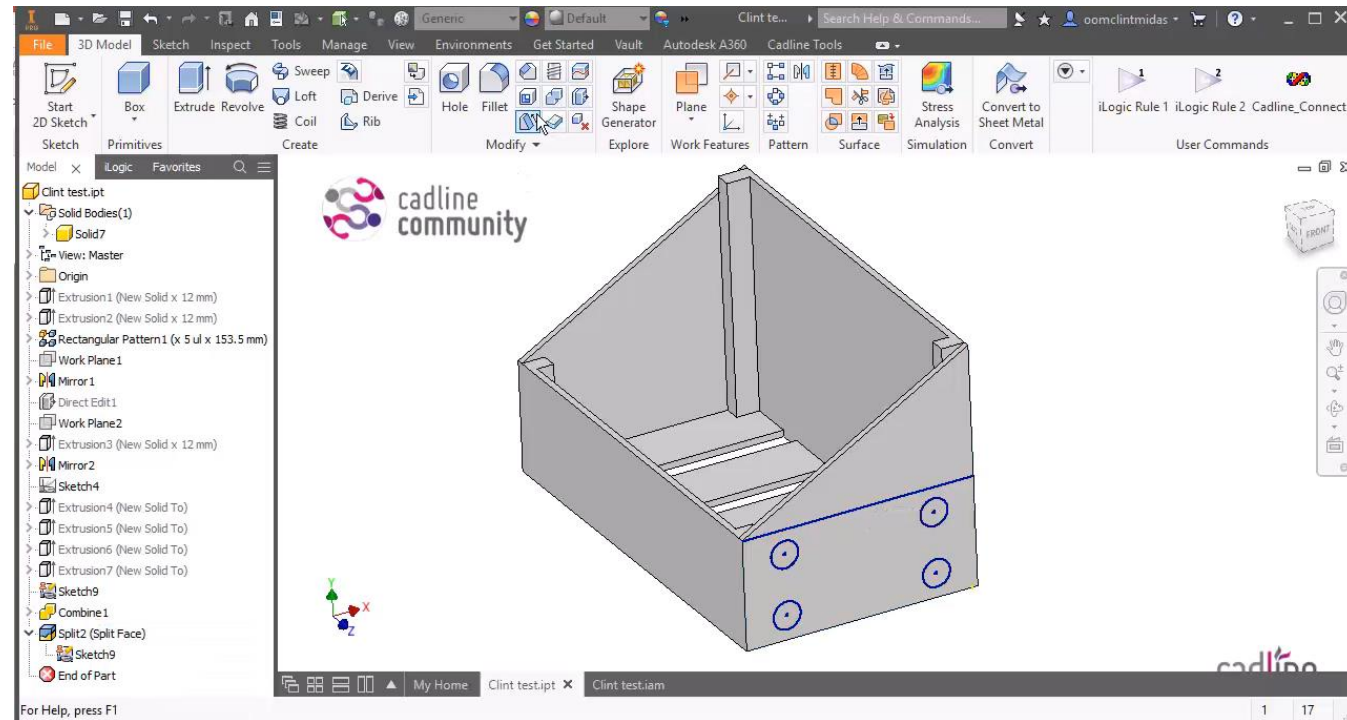 PRO
Generic
Default
Clint te...
Search Help & Commands...
oomclintmidas
File
3D Model
Sketch
Inspect
Tools
Manage
View
Environments
Get Started
Vault
Autodesk A360
Cadline Tools
Start
2D Sketch
Box
Extrude
Revolve
Sweep
Loft
Coil
Derive
Rib
Hole
Fillet
Shape
Generator
Plane
Stress
Analysis
Convert to
Sheet Metal
iLogic Rule 1
iLogic Rule 2
Cadline_Connect
Sketch
Primitives
Create
Modify
Explore
Work Features
Pattern
Surface
Simulation
Convert
User Commands
Model
iLogic
Favorites
Clint test.ipt
Solid Bodies(1)
Solid7
View: Master
Origin
Extrusion1 (New Solid x 12 mm)
Extrusion2 (New Solid x 12 mm)
Rectangular Pattern1 (x 5 ul x 153.5 mm)
Work Plane1
Mirror1
Direct Edit1
Work Plane2
Extrusion3 (New Solid x 12 mm)
Mirror2
Sketch4
Extrusion4 (New Solid To)
Extrusion5 (New Solid To)
Extrusion6 (New Solid To)
Extrusion7 (New Solid To)
Sketch9
Combine1
Split2 (Split Face)
Sketch9
End of Part
cadline
community
FRONT
Y
X
Z
My Home
Clint test.ipt
Clint test.iam
For Help, press F1
1
17